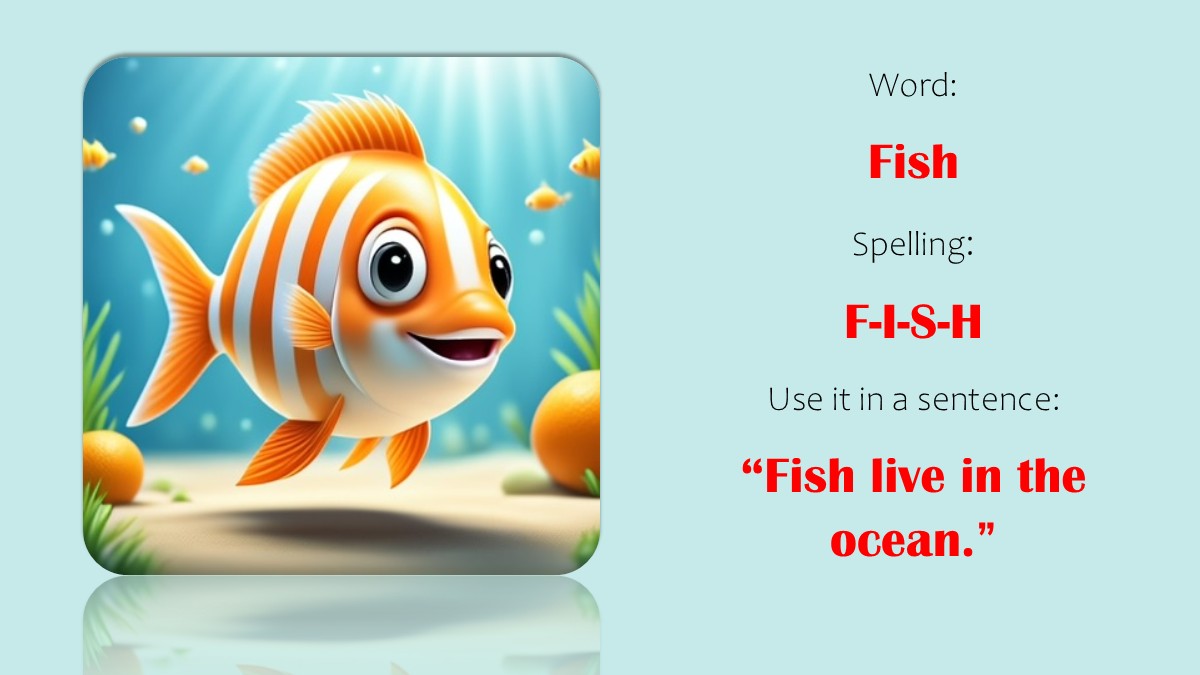 Word:
Fish
Spelling:
F-I-S-H
Use it in a sentence:
“Fish live in the
ocean.”